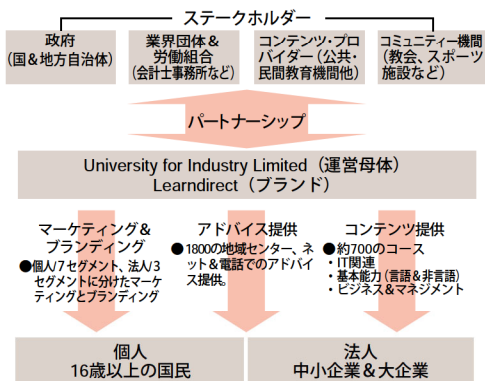 ステークホルダー
政府
(国&地方自治体)
業界団体&
労働組合
(会計士事務所など)
コンテンツ・プロ
バイダー(公共・
民間教育機関他)
コミュニティー機関
(教会、スポーツ
施設など)
パートナーシップ
University for Industry Limited(運営母体)
Learndirect(ブランド)
マーケティング&
ブランディング
●個人/7セグメント、法人/3
セグメントに分けたマーケ
ティングとブランディング
アドバイス提供
●1800の地域センター、ネ
ット&電話でのアドバイ
ス提供。
コンテンツ提供
●約700のコース
・IT関連
・基本能力(言語&非言語)
・ビジネス&マネジメント
個人
16歳以上の国民
法人
中小企業&大企業